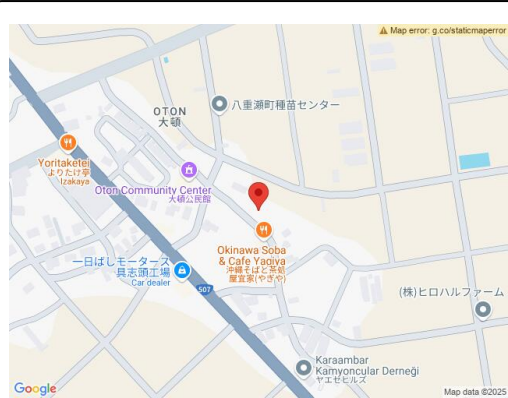 Map error: g.co/staticmaperror
OTON
大頓
八重瀬町種苗センター
Yoritaketei
よりたけ亭
Izakaya
Oton Community Center
大頓公民館
Okinawa Soba
& Cafe Yagiya
沖縄そばと茶処
屋宜家(やぎや)
一日ばしモータース
具志頭工場
Car dealer
507
(株)ヒロハルファーム
Karaambar
Kamyoncular Derneği
ヤエセヒルズ
Google
Map data ©2025